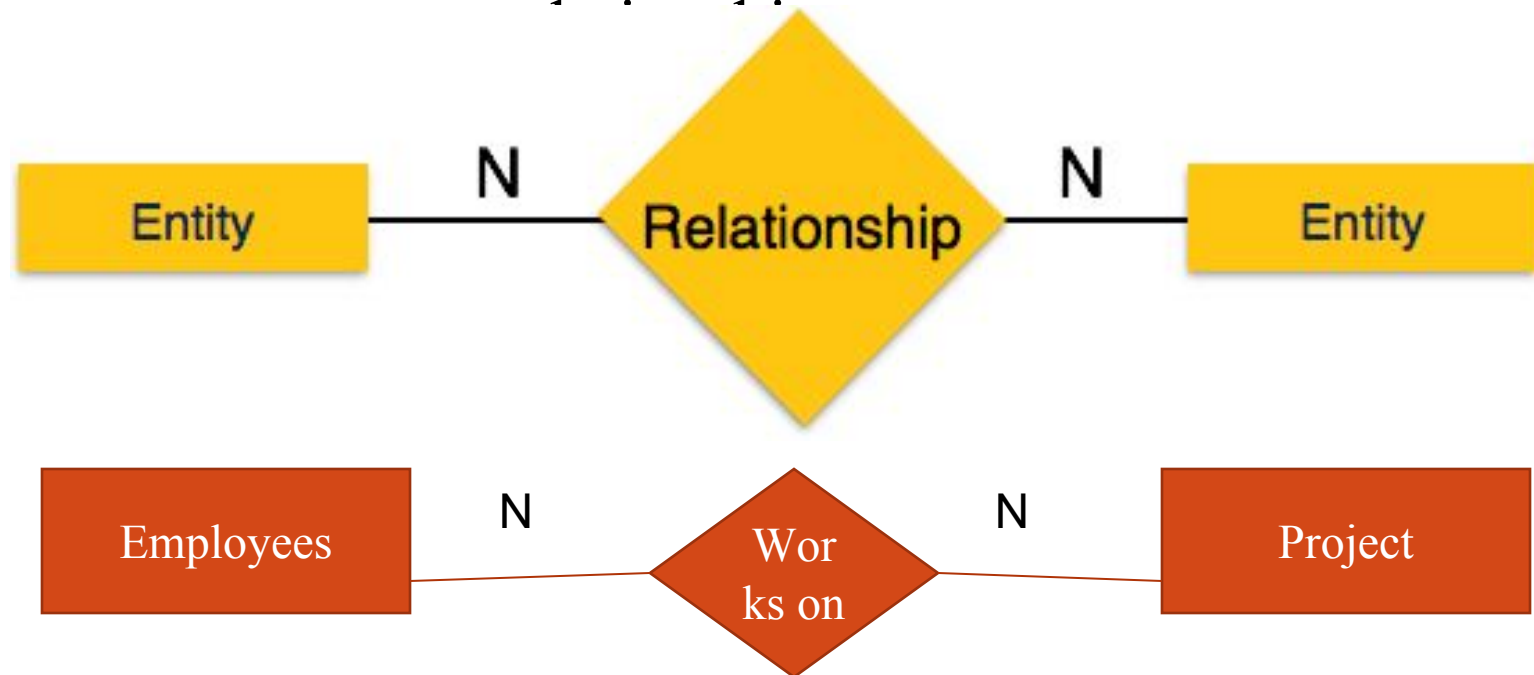 N
N
Entity
Relationship
Entity
N
N
Employees
Wor
ks on
Project